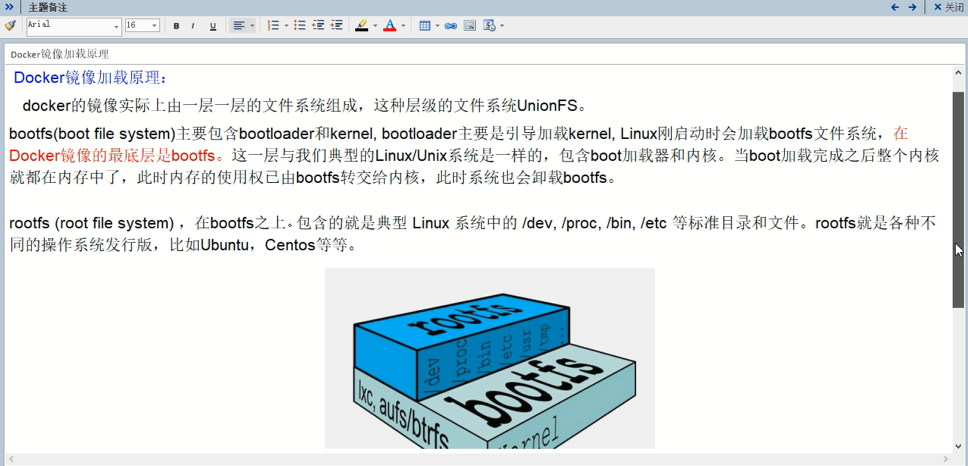 主题备注
关闭
Arial
16
B I U
Docker镜像加载原理
Docker镜像加载原理：
docker的镜像实际上由一层一层的文件系统组成，这种层级的文件系统UnionFS。
bootfs(boot file system)主要包含bootloader和kernel, bootloader主要是引导加载kernel, Linux刚启动时会加载bootfs文件系统，在
Docker镜像的最底层是bootfs。这一层与我们典型的Linux/Unix系统是一样的，包含boot加载器和内核。当boot加载完成之后整个内核
就都在内存中了，此时内存的使用权已由bootfs转交给内核，此时系统也会卸载bootfs。
rootfs (root file system) ，在bootfs之上。包含的就是典型 Linux 系统中的 /dev, /proc, /bin, /etc 等标准目录和文件。rootfs就是各种不
同的操作系统发行版，比如Ubuntu，Centos等等。
rootfs
/dev
/proc
/bin
/etc
/usr
/tmp
...
bootfs
lxc, aufs/btrfs
Kernel